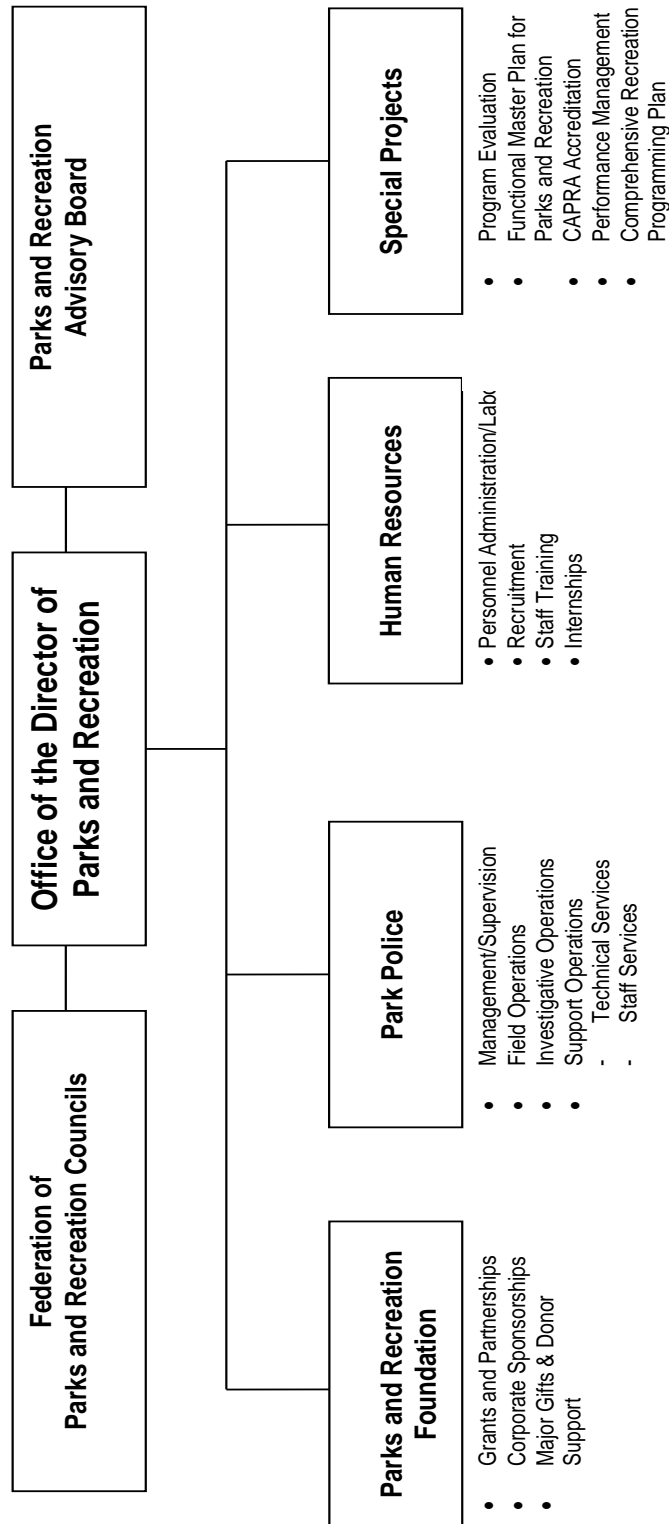 Federation of
Parks and Recreation Councils
Office of the Director of
Parks and Recreation
Parks and Recreation
Advisory Board
Parks and Recreation
Foundation
• Grants and Partnerships
• Corporate Sponsorships
• Major Gifts & Donor
Support
Park Police
• Management/Supervision
• Field Operations
• Investigative Operations
• Support Operations
- Technical Services
- Staff Services
Human Resources
• Personnel Administration/
• Recruitment
• Staff Training
• Internships
Special Projects
• Program Evaluation
• Functional Master Plan for
Parks and Recreation
• CAPRA Accreditation
• Performance Management
• Comprehensive Recreation
Programming Plan